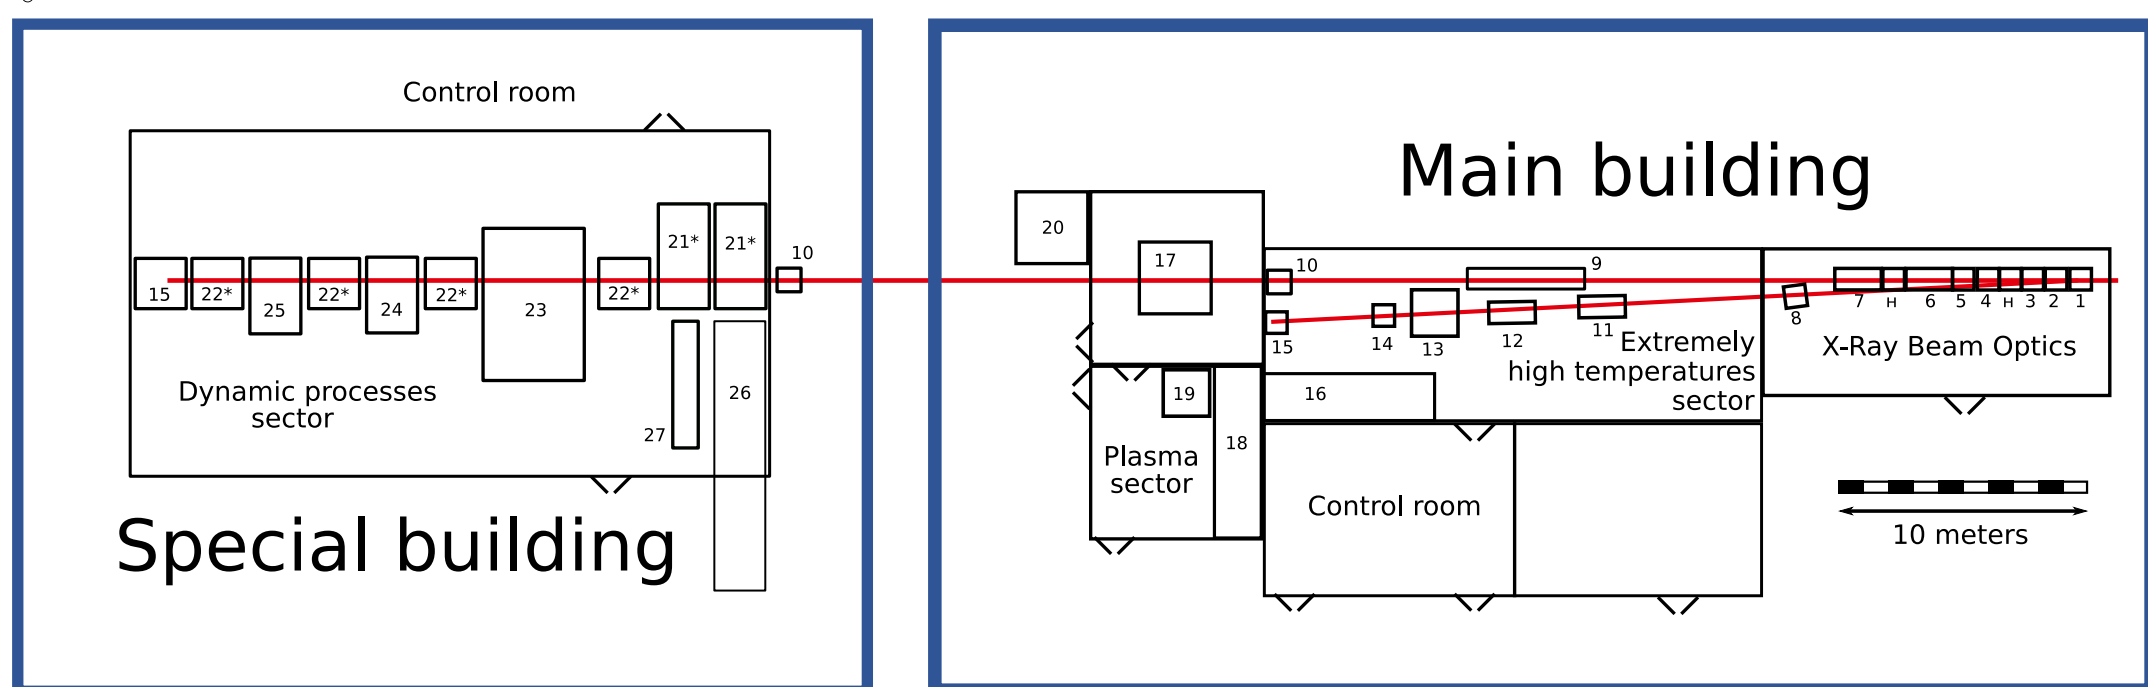 Control room
21*
21*
10
15
22*
25
22*
24
22*
23
22*
Dynamic processes
sector
27
26
Special building
Main building
20
17
10
9
15
14
13
12
11
8
7
H
6
5
4
H
3
2
1
Extremely
high temperatures
sector
X-Ray Beam Optics
16
19
18
Plasma
sector
Control room
10 meters